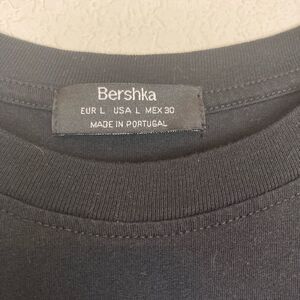 Bershka
EUR L USA L MEX 30
MADE IN PORTUGAL